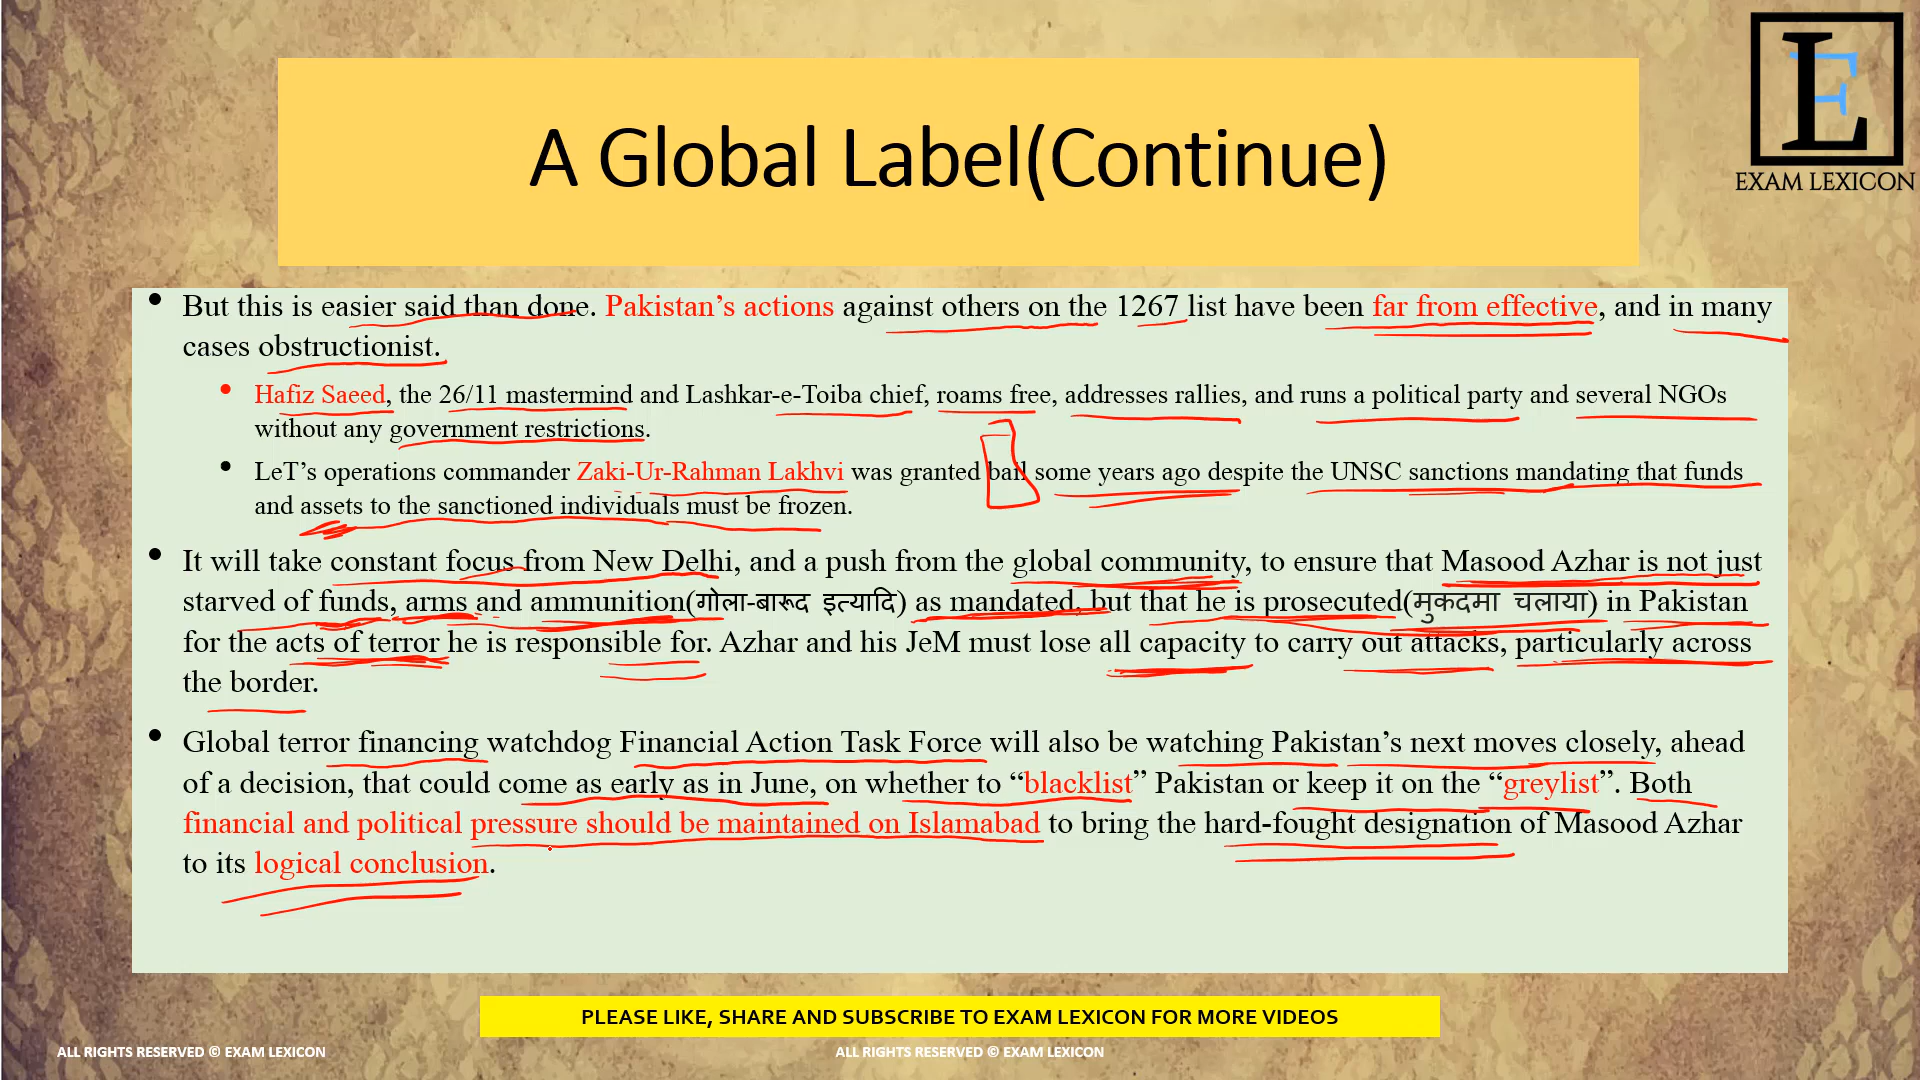 A Global Label(Continue)
LE
EXAM LEXICON
• But this is easier said than done. Pakistan’s actions against others on the 1267 list have been far from effective, and in many
cases obstructionist.
• Hafiz Saeed, the 26/11 mastermind and Lashkar-e-Toiba chief, roams free, addresses rallies, and runs a political party and several NGOs
without any government restrictions.
• LeT’s operations commander Zaki-Ur-Rahman Lakhvi was granted bail some years ago despite the UNSC sanctions mandating that funds
and assets to the sanctioned individuals must be frozen.
• It will take constant focus from New Delhi, and a push from the global community, to ensure that Masood Azhar is not just
starved of funds, arms and ammunition(गोला-बारूद इत्यादि) as mandated, but that he is prosecuted(मुकदमा चलाया) in Pakistan
for the acts of terror he is responsible for. Azhar and his JeM must lose all capacity to carry out attacks, particularly across
the border.
• Global terror financing watchdog Financial Action Task Force will also be watching Pakistan’s next moves closely, ahead
of a decision, that could come as early as in June, on whether to “blacklist” Pakistan or keep it on the “greylist”. Both
financial and political pressure should be maintained on Islamabad to bring the hard-fought designation of Masood Azhar
to its logical conclusion.
PLEASE LIKE, SHARE AND SUBSCRIBE TO EXAM LEXICON FOR MORE VIDEOS
ALL RIGHTS RESERVED © EXAM LEXICON
ALL RIGHTS RESERVED © EXAM LEXICON